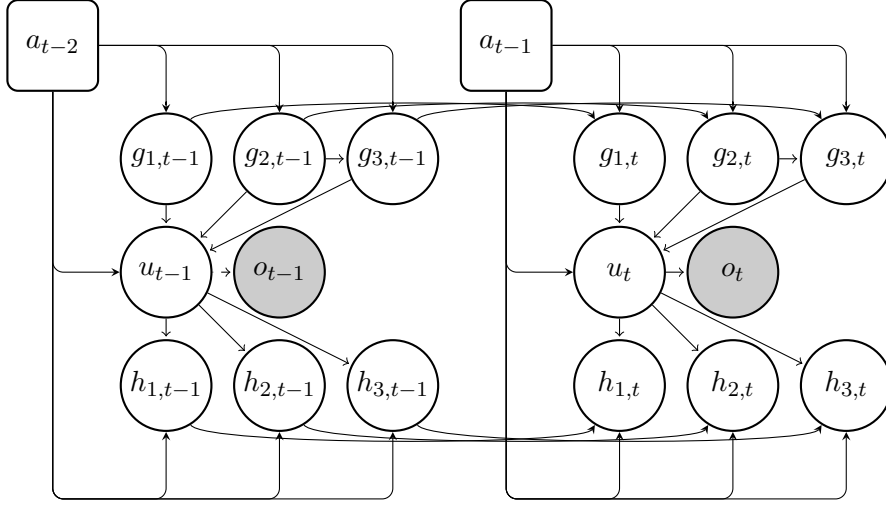 a_{t−2} a_{t−1}
g_{1,t−1} g_{2,t−1} g_{3,t−1} g_{1,t} g_{2,t} g_{3,t}
u_{t−1} o_{t−1} u_t o_t
h_{1,t−1} h_{2,t−1} h_{3,t−1} h_{1,t} h_{2,t} h_{3,t}